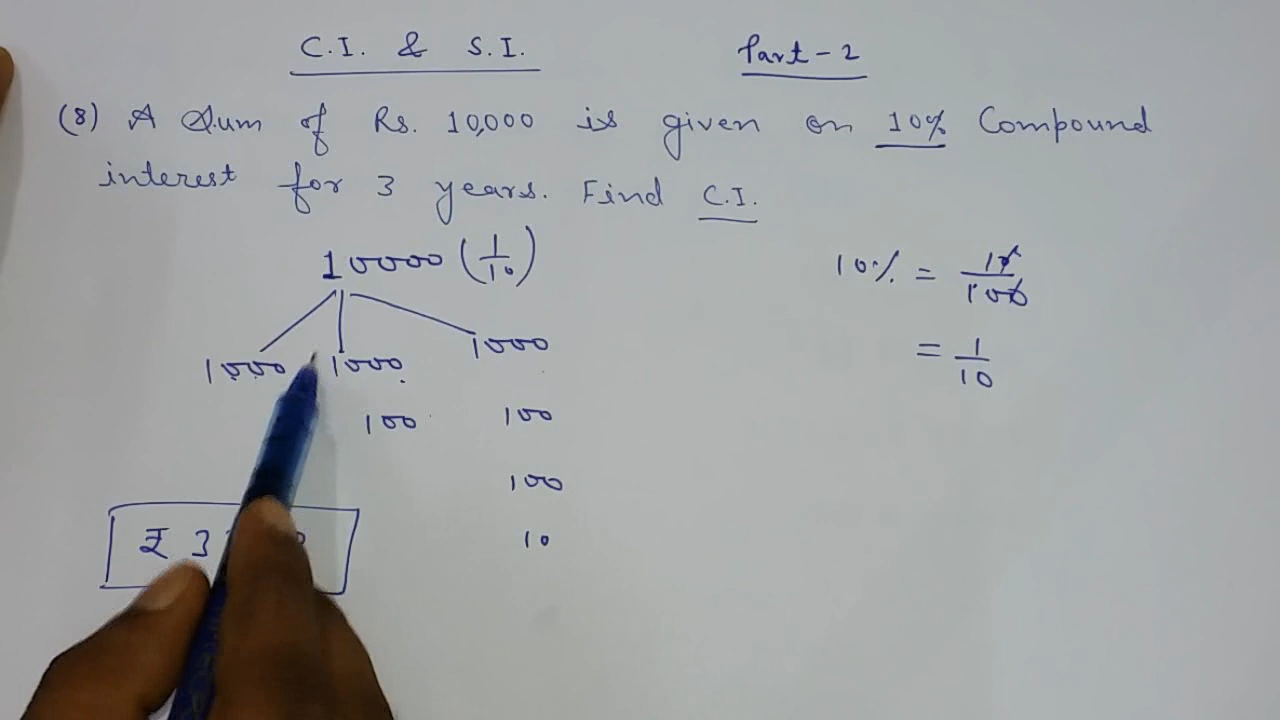 C.I. & S.I. Part-2
(8) A Sum of Rs. 10,000 is given on 10% Compound
interest for 3 years. Find C.I.
10000 (1/10) 10% = 10/100
1000 1000 1000 = 1/10
100 100
100
₹ 3 10